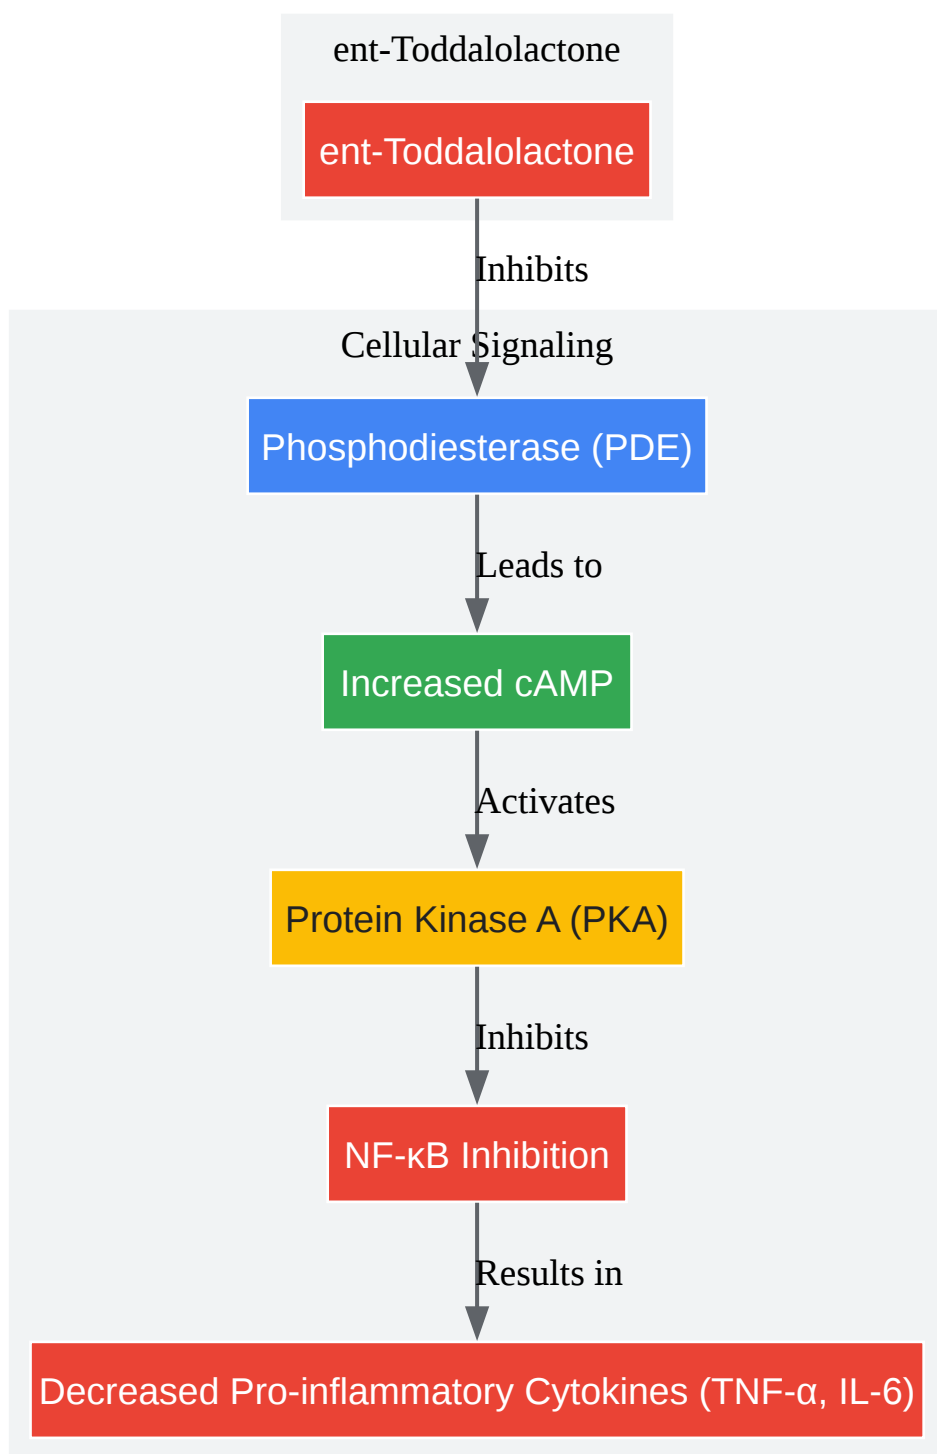 ent-Toddalolactone
ent-Toddalolactone
Inhibits
Cellular Signaling
Phosphodiesterase (PDE)
Leads to
Increased cAMP
Activates
Protein Kinase A (PKA)
Inhibits
NF-κB Inhibition
Results in
Decreased Pro-inflammatory Cytokines (TNF-α, IL-6)